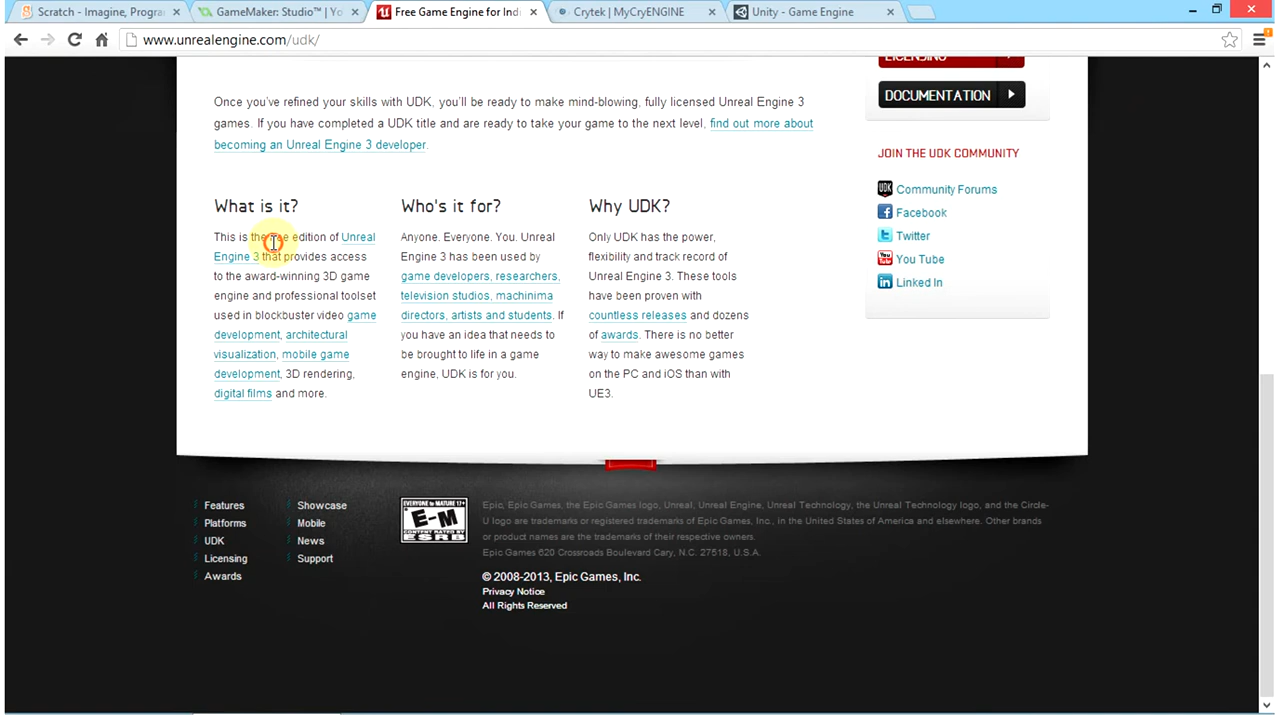 Scratch - Imagine, Progra
GameMaker: Studio™ | Yo
Free Game Engine for Ind
Crytek | MyCryENGINE
Unity - Game Engine
www.unrealengine.com/udk/
LICENSING
DOCUMENTATION
Once you've refined your skills with UDK, you'll be ready to make mind-blowing, fully licensed Unreal Engine 3
games. If you have completed a UDK title and are ready to take your game to the next level, find out more about
becoming an Unreal Engine 3 developer.
JOIN THE UDK COMMUNITY
Community Forums
Facebook
Twitter
You Tube
Linked In
What is it?
This is the free edition of Unreal
Engine 3 that provides access
to the award-winning 3D game
engine and professional toolset
used in blockbuster video game
development, architectural
visualization, mobile game
development, 3D rendering,
digital films and more.
Who's it for?
Anyone. Everyone. You. Unreal
Engine 3 has been used by
game developers, researchers,
television studios, machinima
directors, artists and students. If
you have an idea that needs to
be brought to life in a game
engine, UDK is for you.
Why UDK?
Only UDK has the power,
flexibility and track record of
Unreal Engine 3. These tools
have been proven with
countless releases and dozens
of awards. There is no better
way to make awesome games
on the PC and iOS than with
UE3.
Features
Platforms
UDK
Licensing
Awards
Showcase
Mobile
News
Support
EVERYONE to MATURE 17+
E-M
CONTENT RATED BY
ESRB
Epic, Epic Games, the Epic Games logo, Unreal, Unreal Engine, Unreal Technology, the Unreal Technology logo, and the Circle-
U logo are trademarks or registered trademarks of Epic Games, Inc., in the United States of America and elsewhere. Other brands
or product names are the trademarks of their respective owners.
Epic Games 620 Crossroads Boulevard Cary, N.C. 27518, U.S.A.
© 2008-2013, Epic Games, Inc.
Privacy Notice
All Rights Reserved